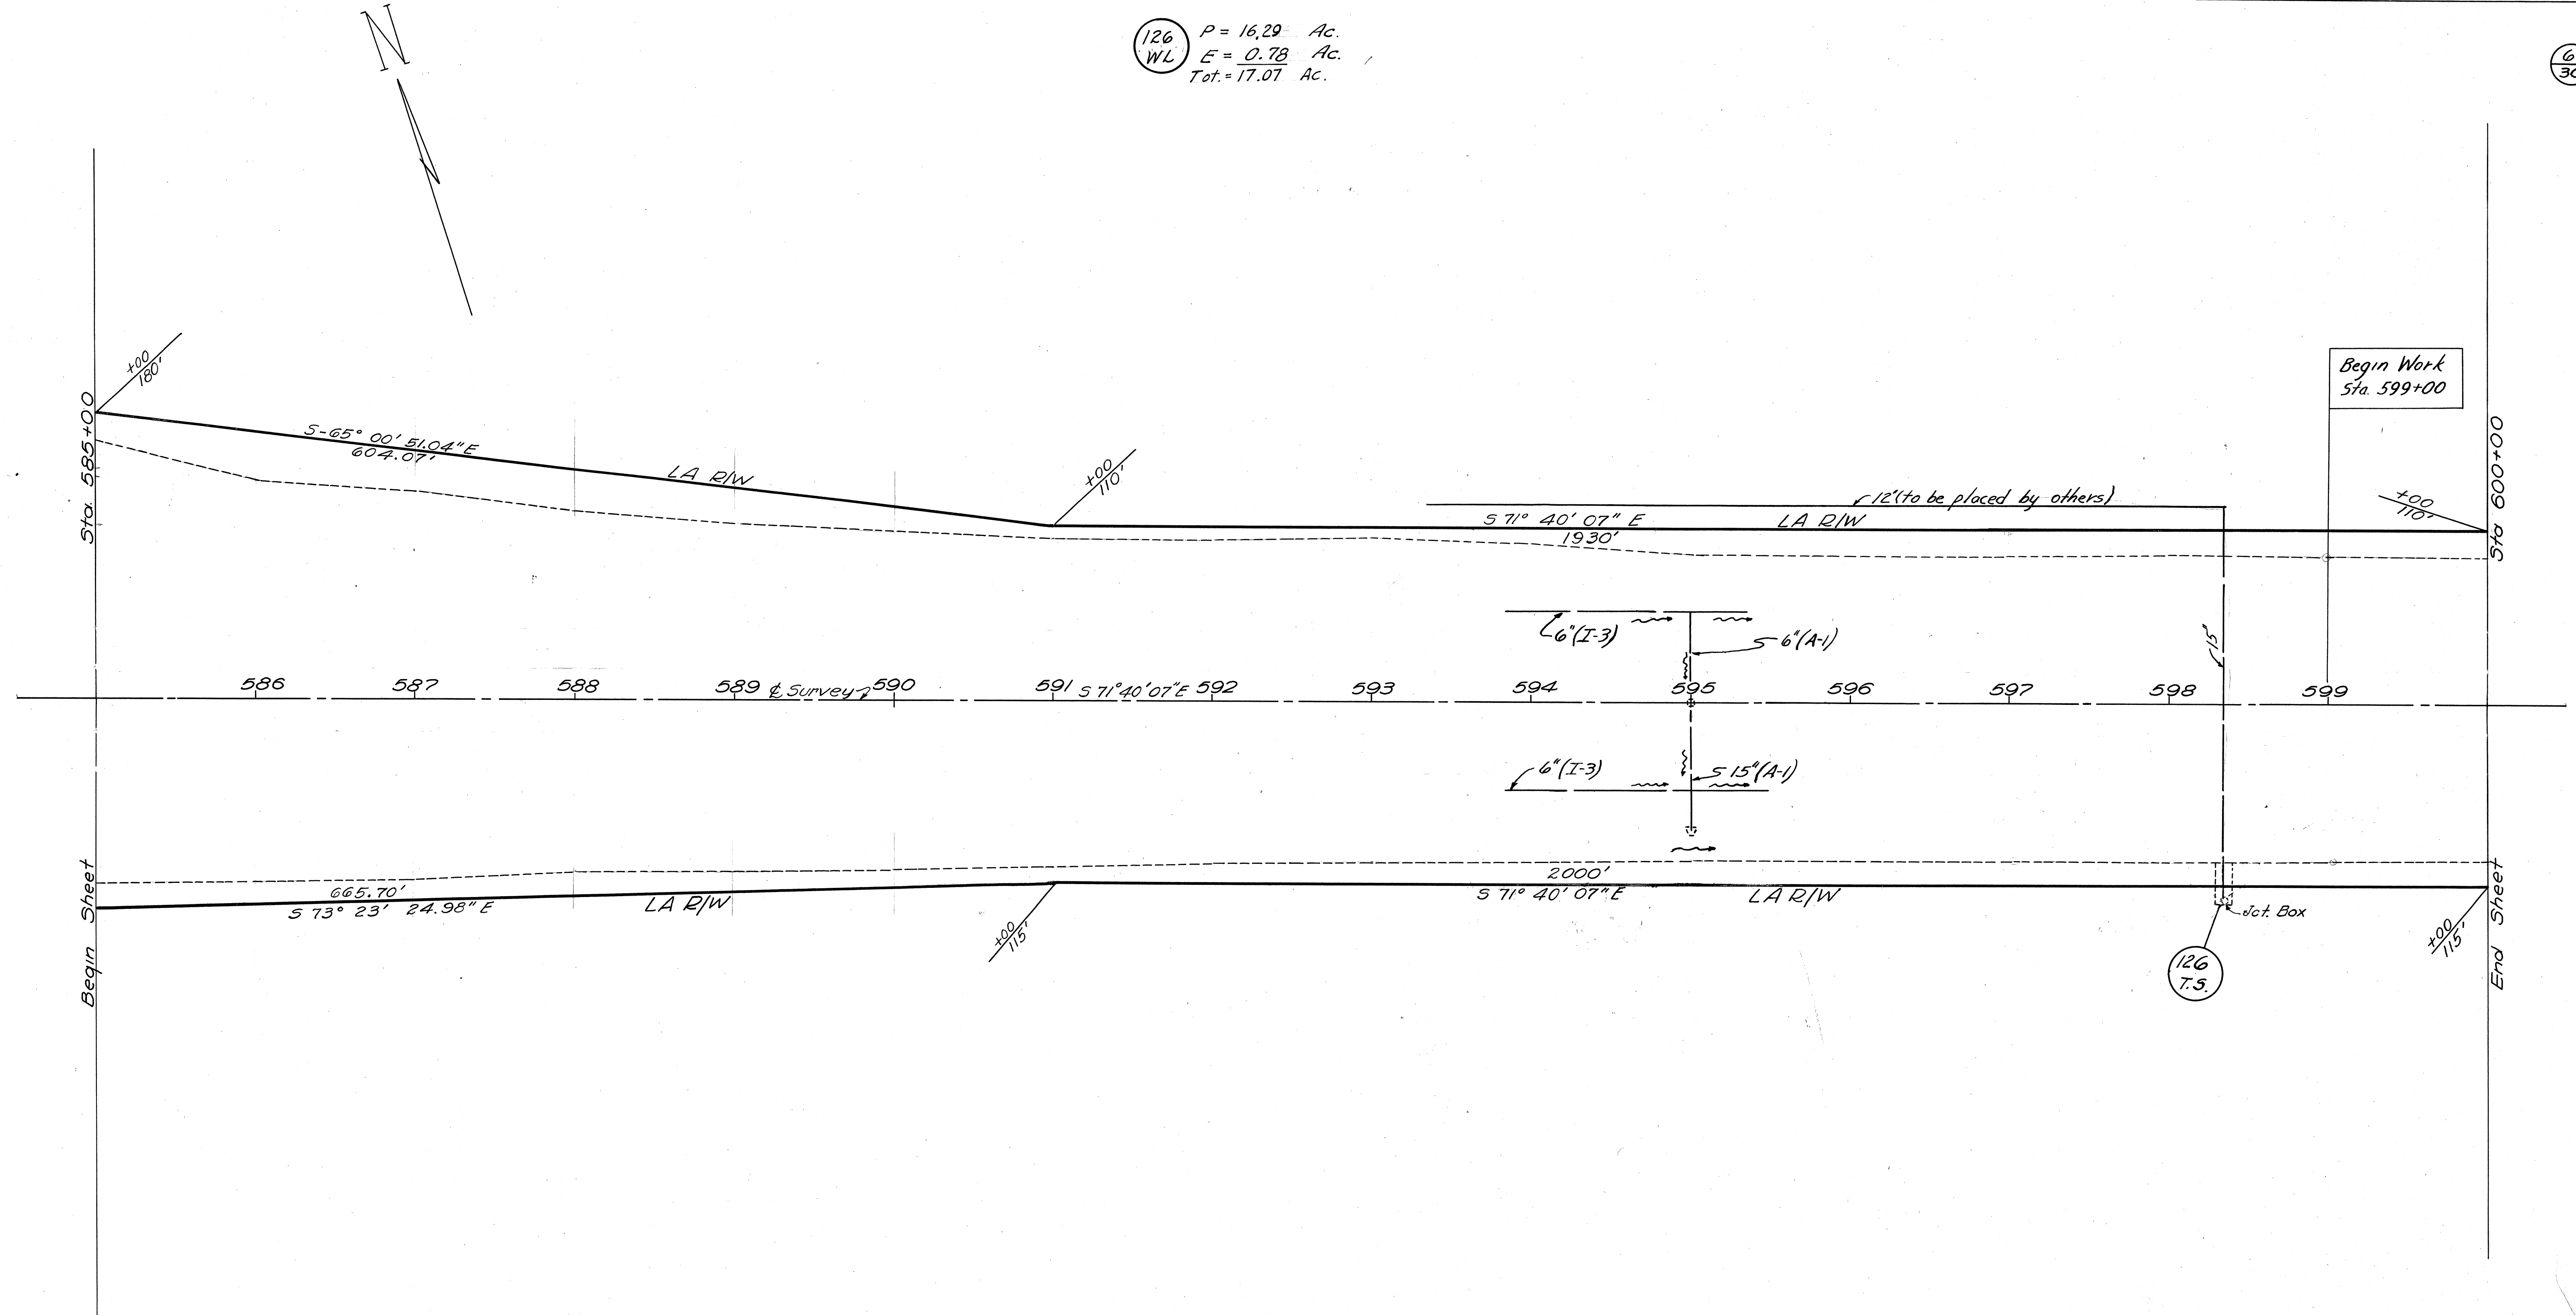 N
126
WL
P = 16.29 Ac.
E = 0.78 Ac.
Tot. = 17.07 Ac.
+00
180'
Sta. 585+00
S-65° 00' 51.04" E
604.07'
LA R/W
+00
110'
12"(to be placed by others)
S 71° 40' 07" E
LA R/W
1930'
Begin Work
Sta. 599+00
+00
110'
Sta 600+00
6"(I-3)
6"(A-1)
15"
586 587 588 589 ℄ Survey 590 591 S 71°40'07"E 592 593 594 595 596 597 598 599
6"(I-3)
15"(A-1)
Begin Sheet
665.70'
S 73° 23' 24.98" E
LA R/W
+00
115'
2000'
S 71° 40' 07" E
LA R/W
Jct. Box
126
T.S.
+00
115'
End Sheet